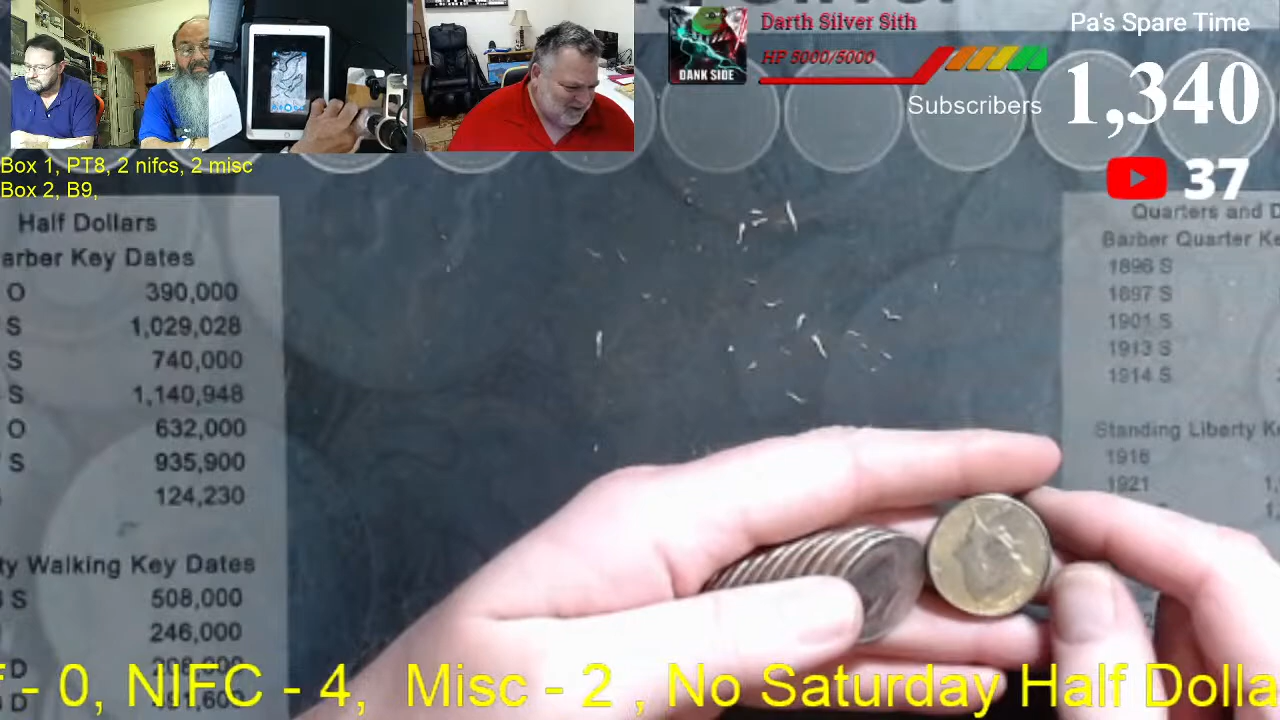 Darth Silver Sith
HP 5000/5000
DANK SIDE
Pa's Spare Time
Subscribers 1,340
37
Box 1, PT8, 2 nifcs, 2 misc
Box 2, B9,
Half Dollars
arber Key Dates
O 390,000
S 1,029,028
S 740,000
S 1,140,948
O 632,000
S 935,900
124,230
ty Walking Key Dates
S 508,000
246,000
D
D
Quarters and D
Barber Quarter Ke
1896 S
1897 S
1901 S
1913 S
1914 S
Standing Liberty Ke
1916
1921 1,
- 0, NIFC - 4, Misc - 2 , No Saturday Half Dolla